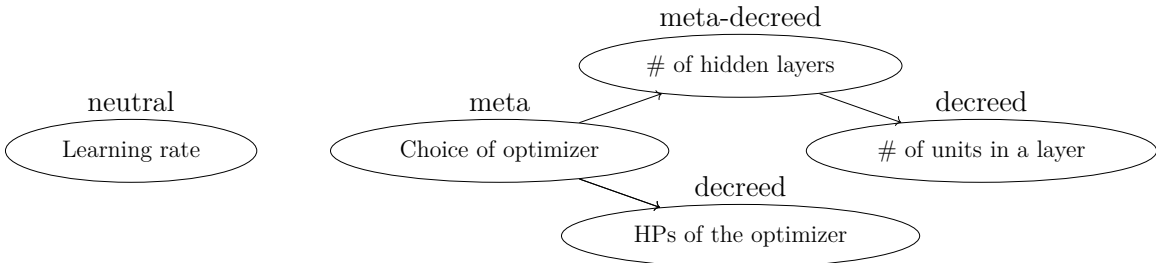 meta-decreed
# of hidden layers
neutral
Learning rate
meta
Choice of optimizer
decreed
# of units in a layer
decreed
HPs of the optimizer